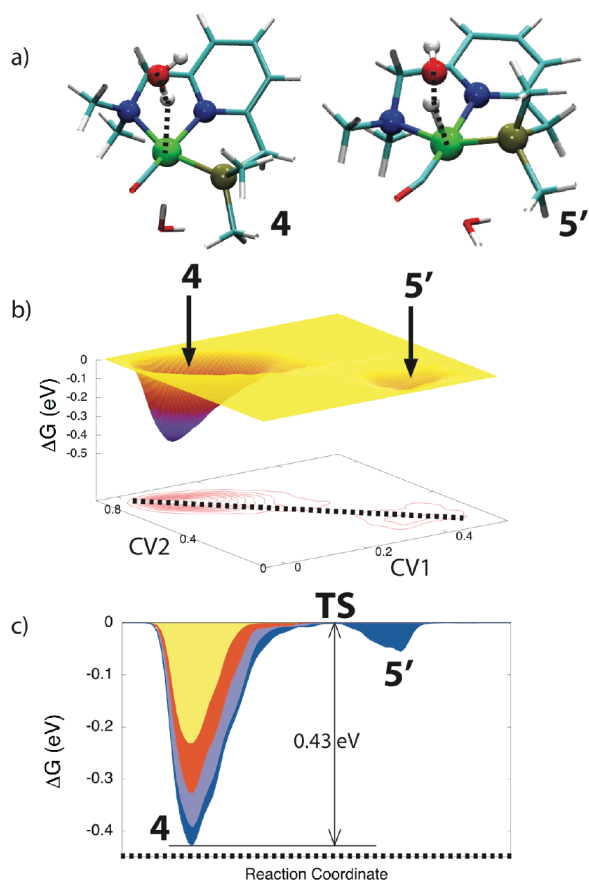 a)
4
5′
b)
4
5′
0
-0.1
-0.2
-0.3
-0.4
-0.5
ΔG (eV)
0.8
0.4
0
CV2
0
0.2
0.4
CV1
c)
TS
0
-0.1
-0.2
-0.3
-0.4
ΔG (eV)
5′
0.43 eV
4
Reaction Coordinate